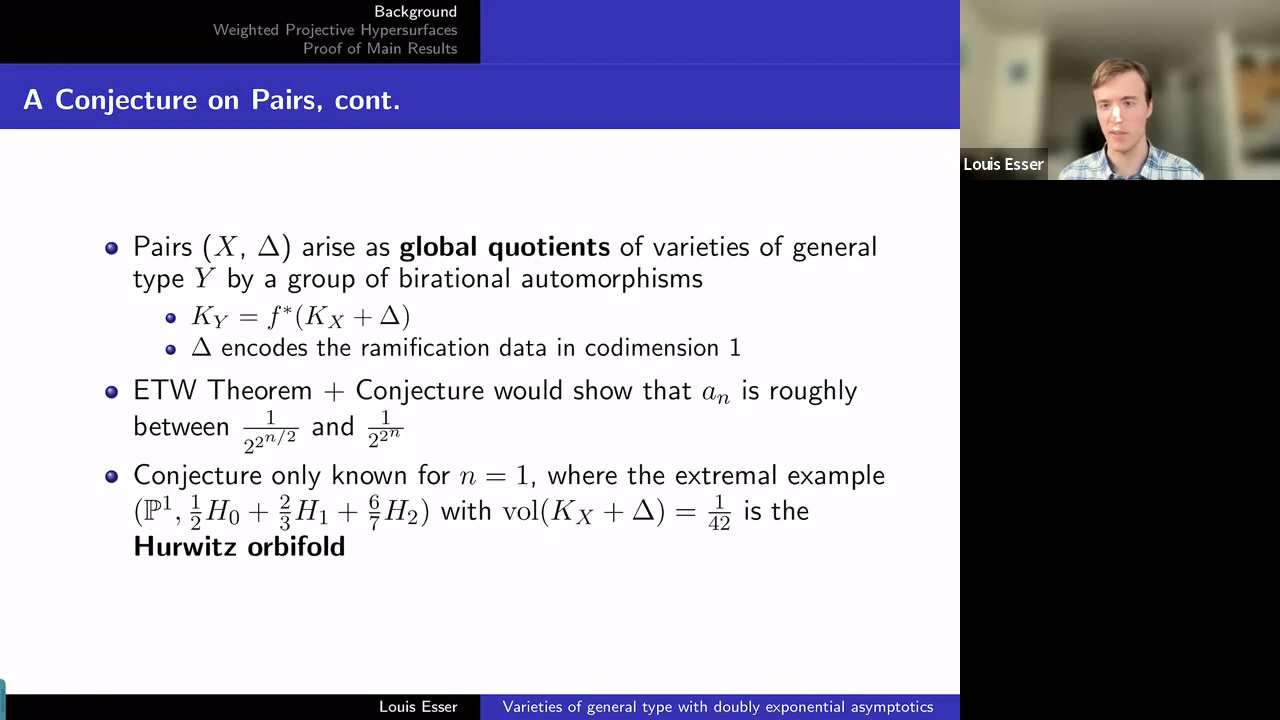 Background
Weighted Projective Hypersurfaces
Proof of Main Results
A Conjecture on Pairs, cont.
Pairs (X, Δ) arise as global quotients of varieties of general
type Y by a group of birational automorphisms
K_Y = f*(K_X + Δ)
Δ encodes the ramification data in codimension 1
ETW Theorem + Conjecture would show that a_n is roughly
between 1/2^{2^{n/2}} and 1/2^{2^n}
Conjecture only known for n = 1, where the extremal example
(ℙ¹, 1/2 H_0 + 2/3 H_1 + 6/7 H_2) with vol(K_X + Δ) = 1/42 is the
Hurwitz orbifold
Louis Esser
Varieties of general type with doubly exponential asymptotics
Louis Esser